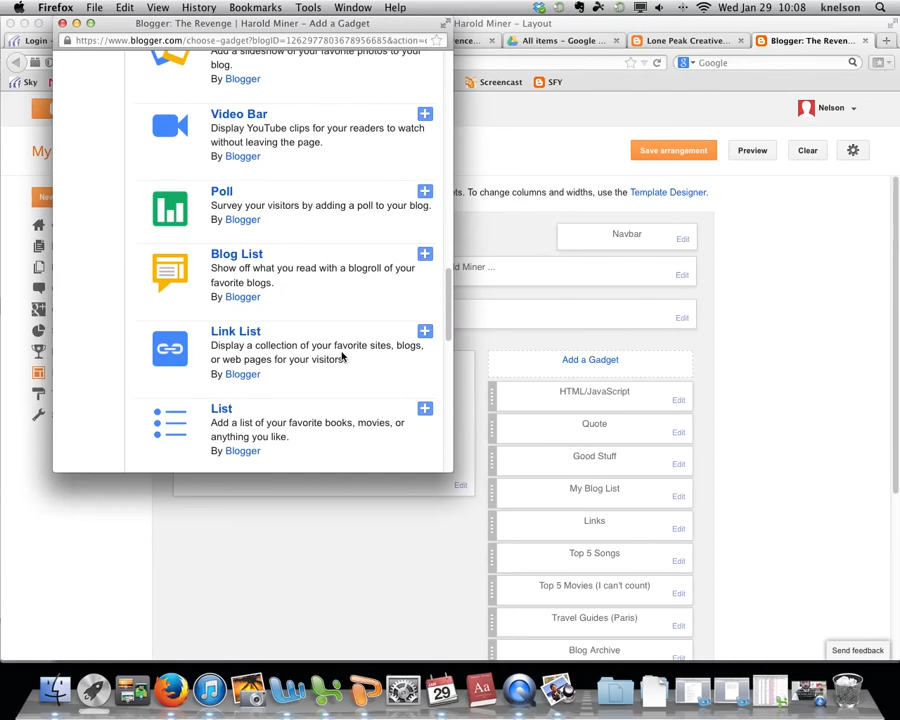 Firefox File Edit View History Bookmarks Tools Window Help
Wed Jan 29 10:08 knelson
Blogger: The Revenge | Harold Miner – Add a Gadget
Harold Miner – Layout
https://www.blogger.com/choose-gadget?blogID=1262977803678956685&action=
Login
All items – Google ...
Lone Peak Creative...
Blogger: The Reven...
Google
Sky
Screencast
SFY
Nelson
My
Save arrangement
Preview
Clear
New
To change columns and widths, use the Template Designer.
Add a slideshow of your favorite photos to your
blog.
By Blogger
Video Bar
Display YouTube clips for your readers to watch
without leaving the page.
By Blogger
Poll
Survey your visitors by adding a poll to your blog.
By Blogger
Blog List
Show off what you read with a blogroll of your
favorite blogs.
By Blogger
Link List
Display a collection of your favorite sites, blogs,
or web pages for your visitors.
By Blogger
List
Add a list of your favorite books, movies, or
anything you like.
By Blogger
Navbar
Edit
Miner ...
Edit
Edit
Edit
Add a Gadget
HTML/JavaScript
Edit
Quote
Edit
Good Stuff
Edit
My Blog List
Edit
Links
Edit
Top 5 Songs
Edit
Top 5 Movies (I can't count)
Edit
Travel Guides (Paris)
Edit
Blog Archive
Edit
Send feedback
WED
29
Aa